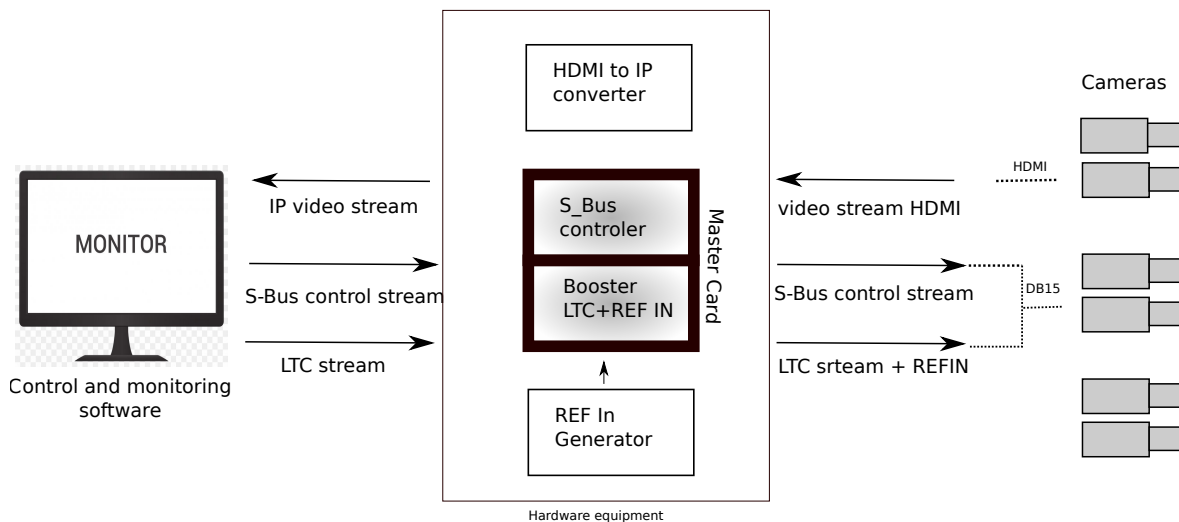 HDMI to IP
converter
Cameras
HDMI
IP video stream
S_Bus
controler
video stream HDMI
MONITOR
Master Card
S-Bus control stream
Booster
LTC+REF IN
S-Bus control stream
DB15
LTC stream
LTC srteam + REFIN
Control and monitoring
software
REF In
Generator
Hardware equipment